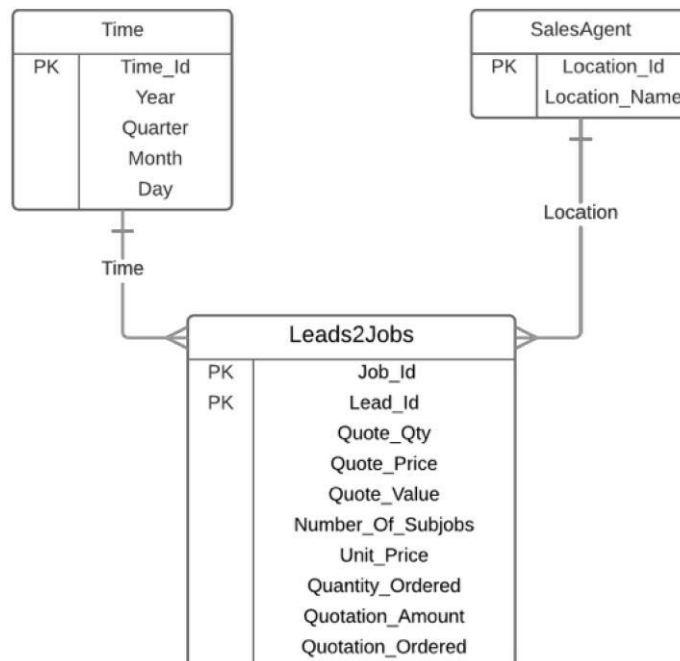 Time
PK Time_Id
Year
Quarter
Month
Day
SalesAgent
PK Location_Id
Location_Name
Time
Location
Leads2Jobs
PK Job_Id
PK Lead_Id
Quote_Qty
Quote_Price
Quote_Value
Number_Of_Subjobs
Unit_Price
Quantity_Ordered
Quotation_Amount
Quotation_Ordered